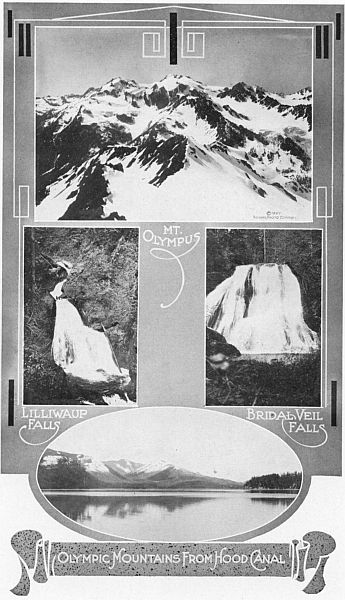 MT.
OLYMPUS
LILLIWAUP
FALLS
BRIDAL VEIL
FALLS
OLYMPIC MOUNTAINS FROM HOOD CANAL